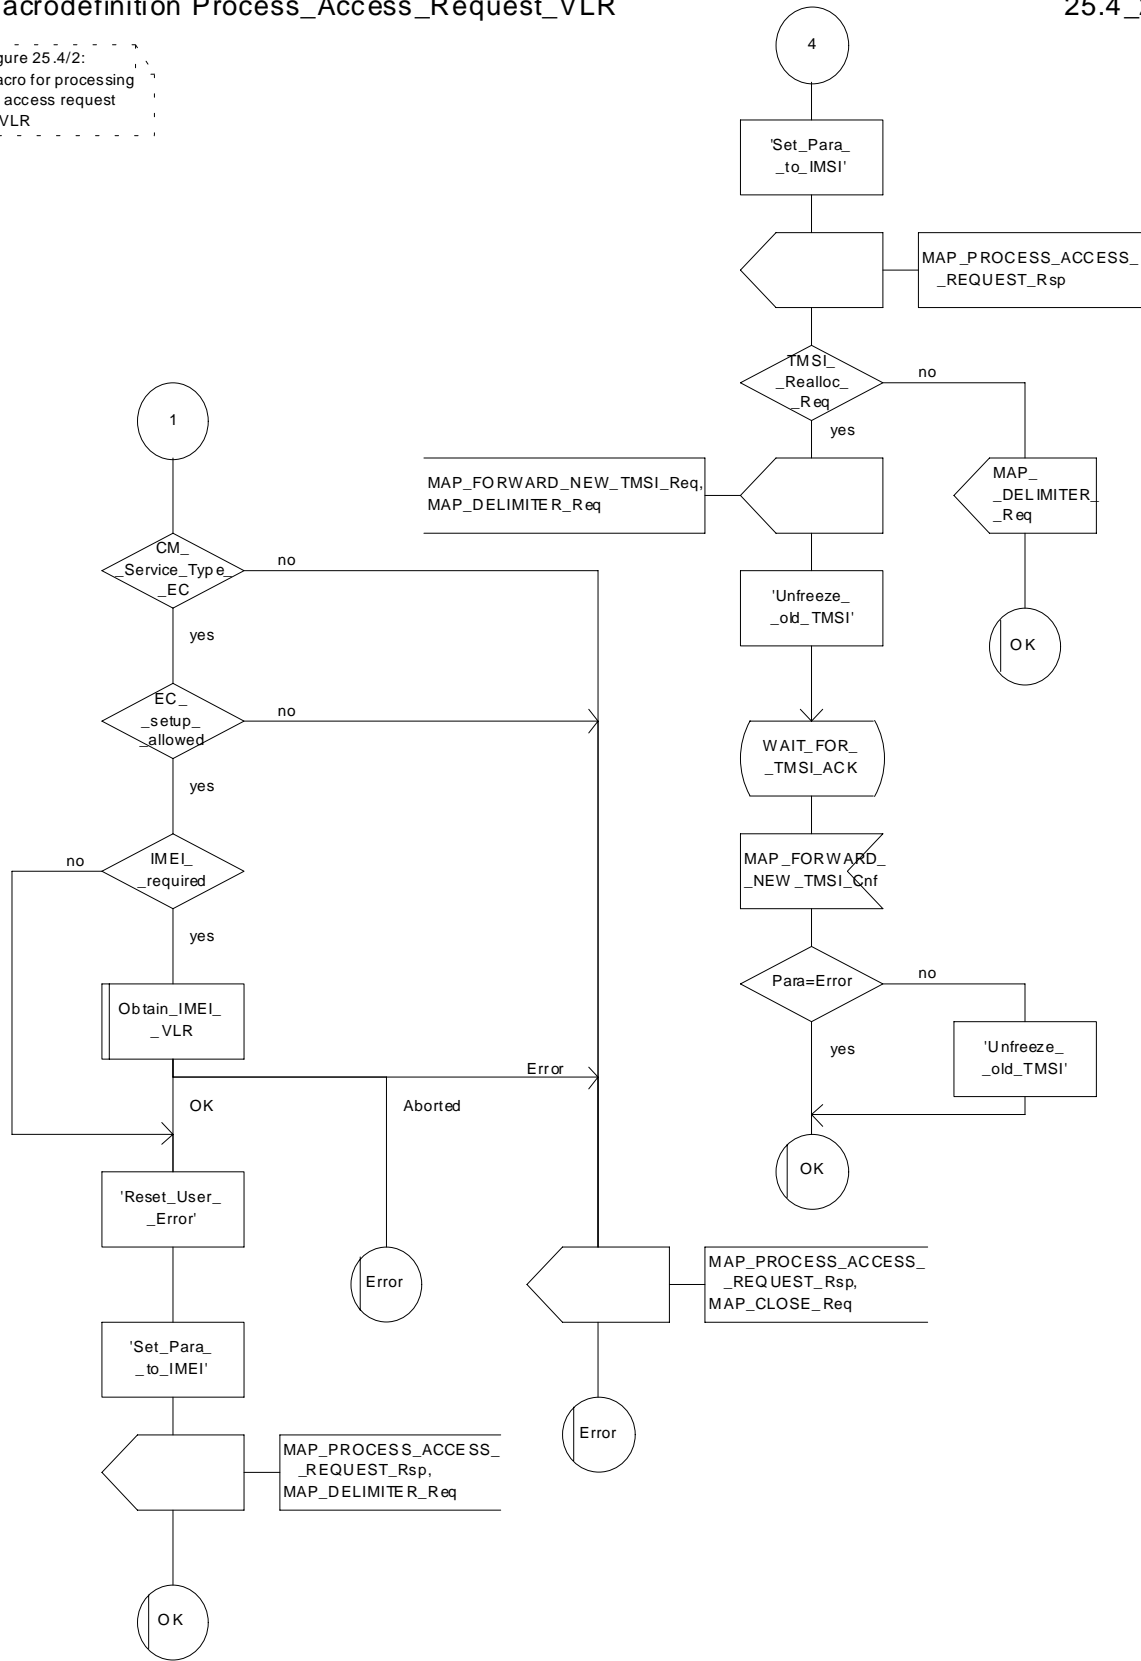 acrodefinition Process_Access_Request_VLR
25.4_
gure 25.4/2:
acro for processing
access request
VLR
4
'Set_Para_
_to_IMSI'
MAP_PROCESS_ACCESS_
_REQUEST_Rsp
TMSI_
_Realloc_
_Req
no
yes
MAP_FORWARD_NEW_TMSI_Req,
MAP_DELIMITER_Req
MAP_
_DELIMITER_
_Req
'Unfreeze_
_old_TMSI'
OK
WAIT_FOR_
_TMSI_ACK
MAP_FORWARD_
_NEW_TMSI_Cnf
Para=Error
no
yes
'Unfreeze_
_old_TMSI'
OK
1
CM_
_Service_Type_
_EC
no
yes
EC_
_setup_
_allowed
no
yes
IMEI_
_required
no
yes
Obtain_IMEI_
_VLR
Error
OK
Aborted
'Reset_User_
_Error'
Error
MAP_PROCESS_ACCESS_
_REQUEST_Rsp,
MAP_CLOSE_Req
'Set_Para_
_to_IMEI'
Error
MAP_PROCESS_ACCESS_
_REQUEST_Rsp,
MAP_DELIMITER_Req
OK